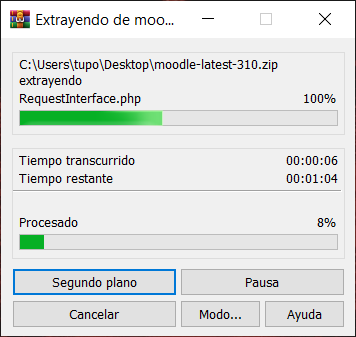 Extrayendo de moo...
C:\Users\tupo\Desktop\moodle-latest-310.zip
extrayendo
RequestInterface.php 100%
Tiempo transcurrido 00:00:06
Tiempo restante 00:01:04
Procesado 8%
Segundo plano Pausa
Cancelar Modo... Ayuda